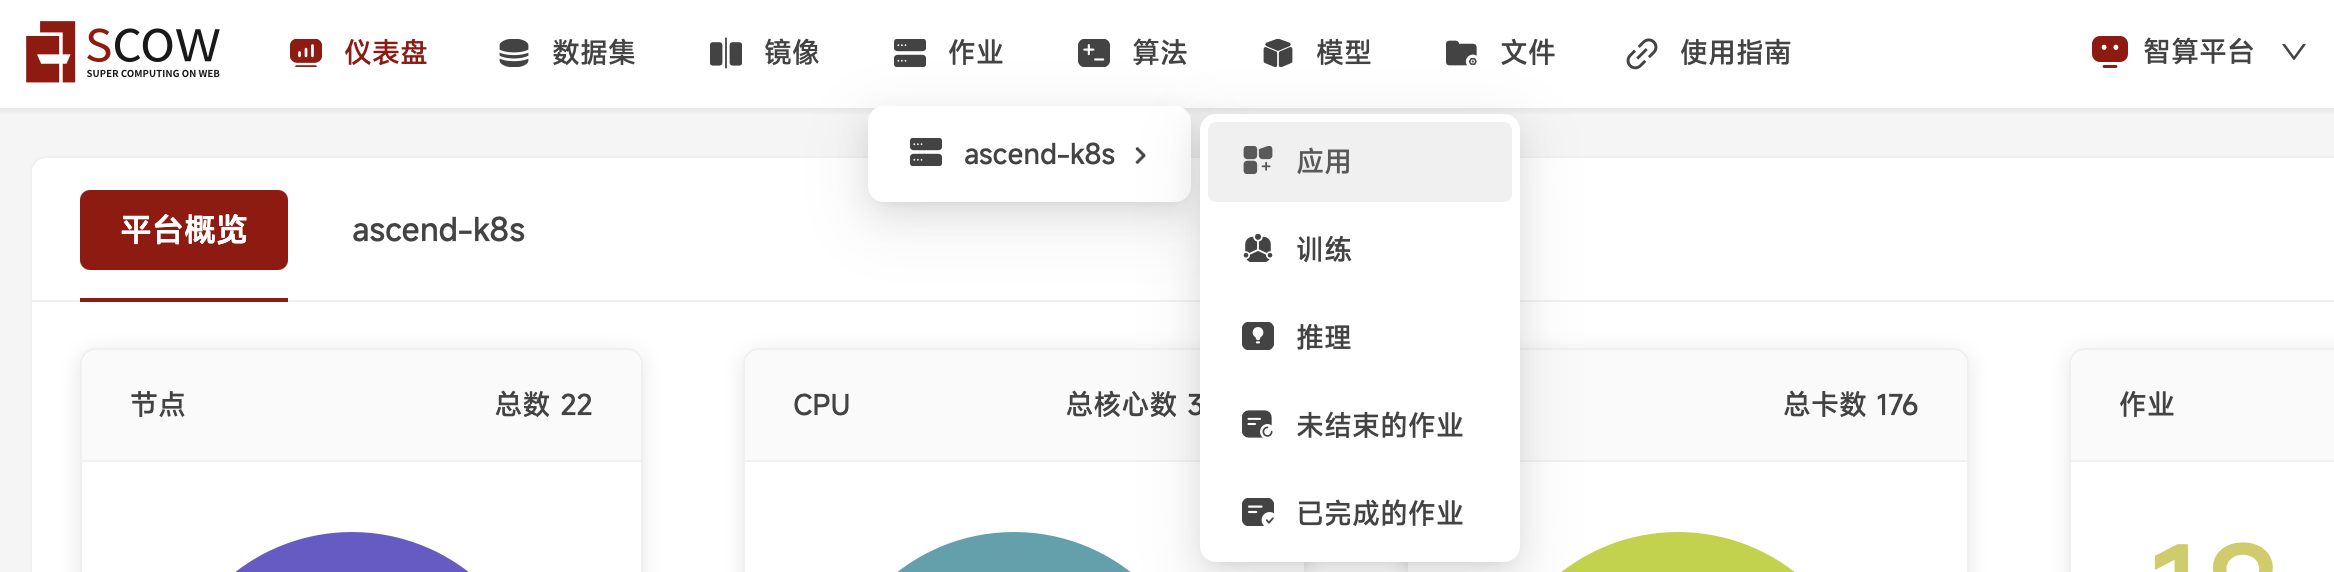 SCOW
SUPER COMPUTING ON WEB
仪表盘 数据集 镜像 作业 算法 模型 文件 使用指南 智算平台
ascend-k8s
应用
训练
推理
未结束的作业
已完成的作业
平台概览 ascend-k8s
节点 总数 22
CPU 总核心数
总卡数 176
作业